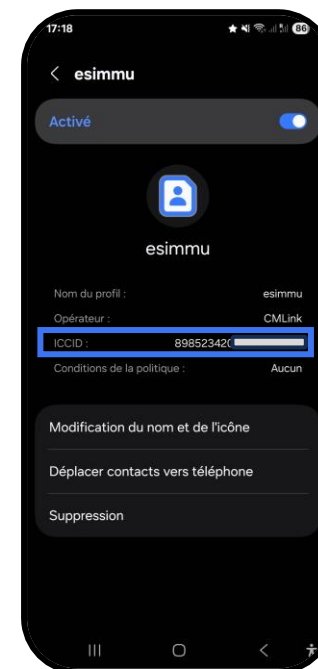 17:18 86
esimmu
Activé
esimmu
Nom du profil : esimmu
Opérateur : CMLink
ICCID : 898523420
Conditions de la politique : Aucun
Modification du nom et de l'icône
Déplacer contacts vers téléphone
Suppression